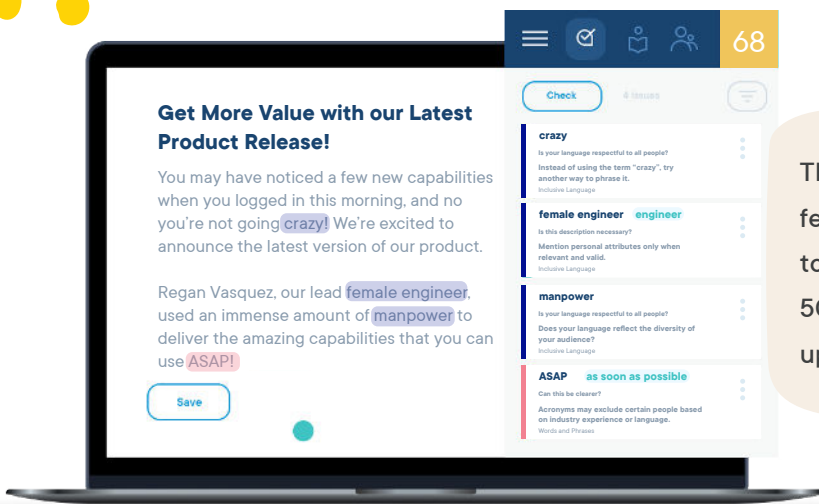 68
Get More Value with our Latest
Product Release!
You may have noticed a few new capabilities
when you logged in this morning, and no
you're not going crazy! We're excited to
announce the latest version of our product.
Regan Vasquez, our lead female engineer,
used an immense amount of manpower to
deliver the amazing capabilities that you can
use ASAP!
Save
Check 4 Issues
crazy
Is your language respectful to all people?
Instead of using the term "crazy", try
another way to phrase it.
Inclusive Language
female engineer engineer
Is this description necessary?
Mention personal attributes only when
relevant and valid.
Inclusive Language
manpower
Is your language respectful to all people?
Does your language reflect the diversity of
your audience?
Inclusive Language
ASAP as soon as possible
Can this be clearer?
Acronyms may exclude certain people based
on industry experience or language.
Words and Phrases